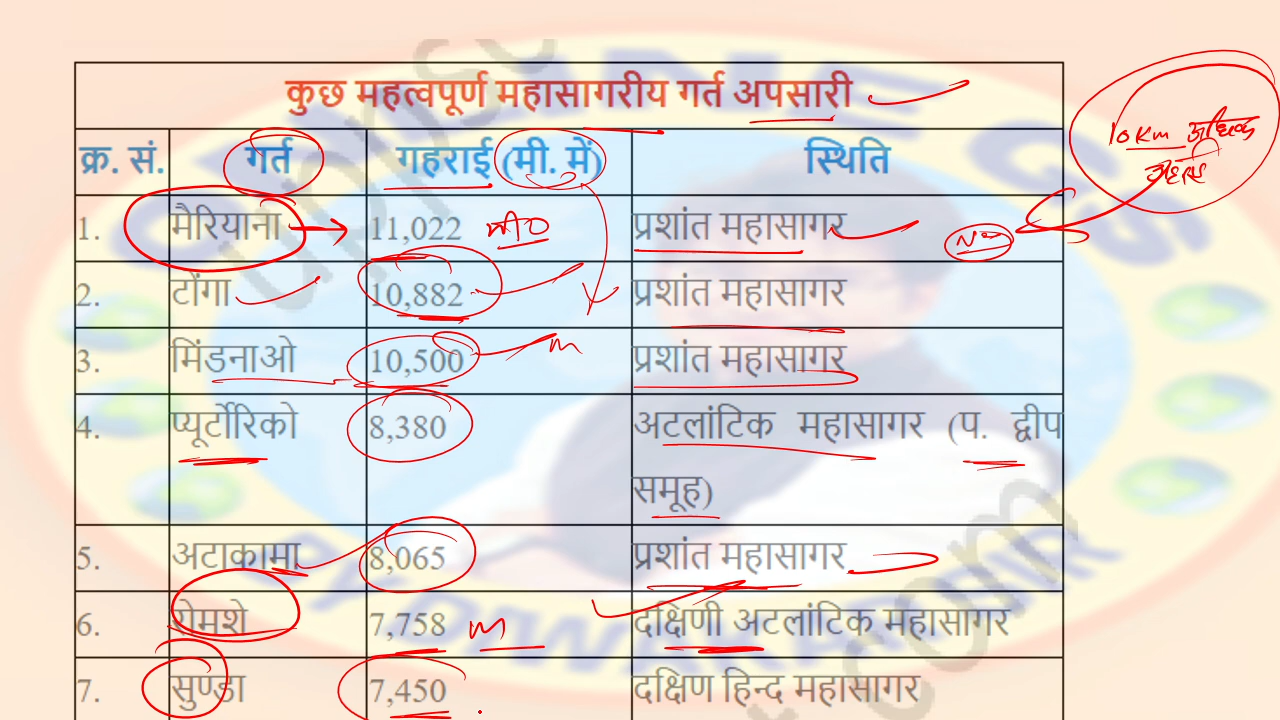 कुछ महत्वपूर्ण महासागरीय गर्त अपसारी
क्र. सं. गर्त गहराई (मी. में) स्थिति
10 Km अधिक
1. मैरियाना 11,022 प्रशांत महासागर
2. टोंगा 10,882 प्रशांत महासागर
3. मिंडनाओ 10,500 m प्रशांत महासागर
4. प्यूर्टोरिको 8,380 अटलांटिक महासागर (प. द्वीप
समूह)
5. अटाकामा 8,065 प्रशांत महासागर
6. रोमशे 7,758 m दक्षिणी अटलांटिक महासागर
7. सुण्डा 7,450 दक्षिण हिन्द महासागर